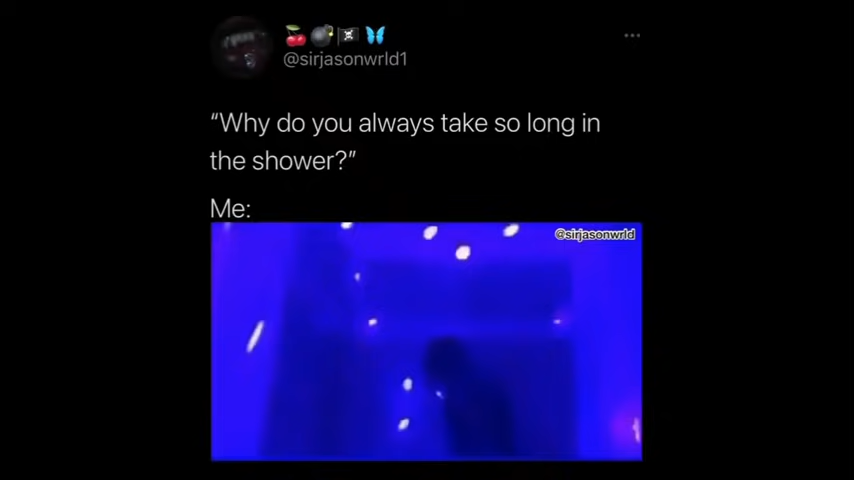 🍒💣🏴‍☠️🦋
@sirjasonwrld1
“Why do you always take so long in
the shower?”
Me:
@sirjasonwrld